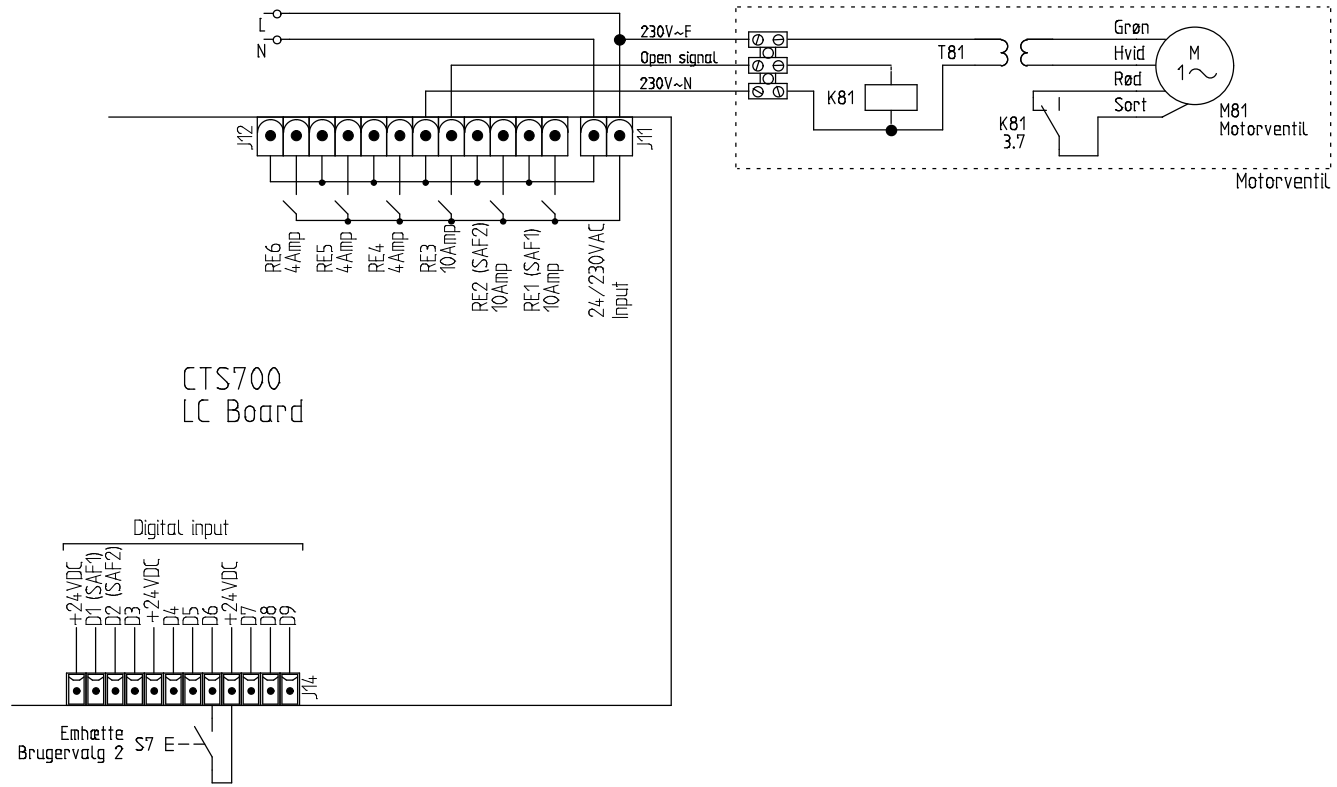 L
N
230V~F
Open signal
230V~N
K81
T81
Grøn
Hvid
Rød
Sort
M
1~
K81
3.7
M81
Motorventil
Motorventil
J12
J11
RE6
4Amp
RE5
4Amp
RE4
4Amp
RE3
10Amp
RE2 (SAF2)
10Amp
RE1 (SAF1)
10Amp
24/230VAC
Input
CTS700
LC Board
Digital input
+24VDC
D1 (SAF1)
D2 (SAF2)
D3
+24VDC
D4
D5
D6
+24VDC
D7
D8
D9
J14
Emhætte
Brugervalg 2
S7